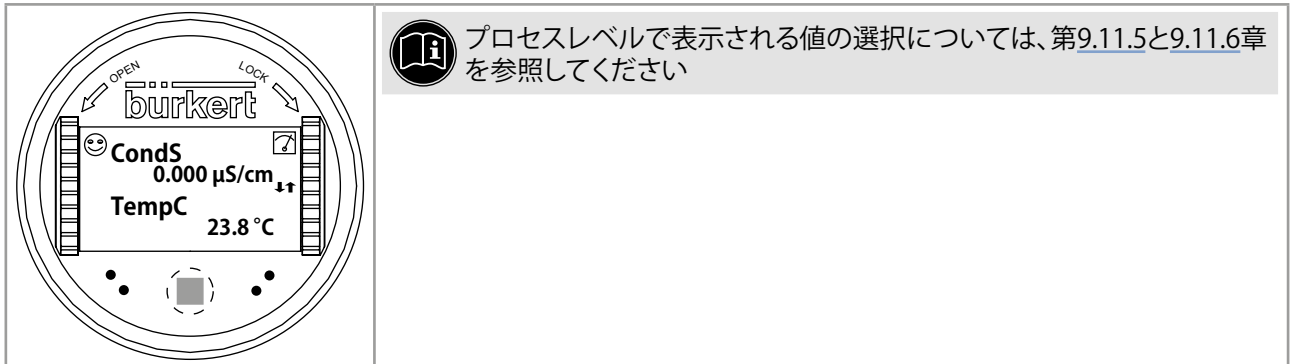 OPEN
LOCK
bürkert
CondS
0.000 µS/cm
TempC
23.8 °C
プロセスレベルで表示される値の選択については、第9.11.5と9.11.6章
を参照してください